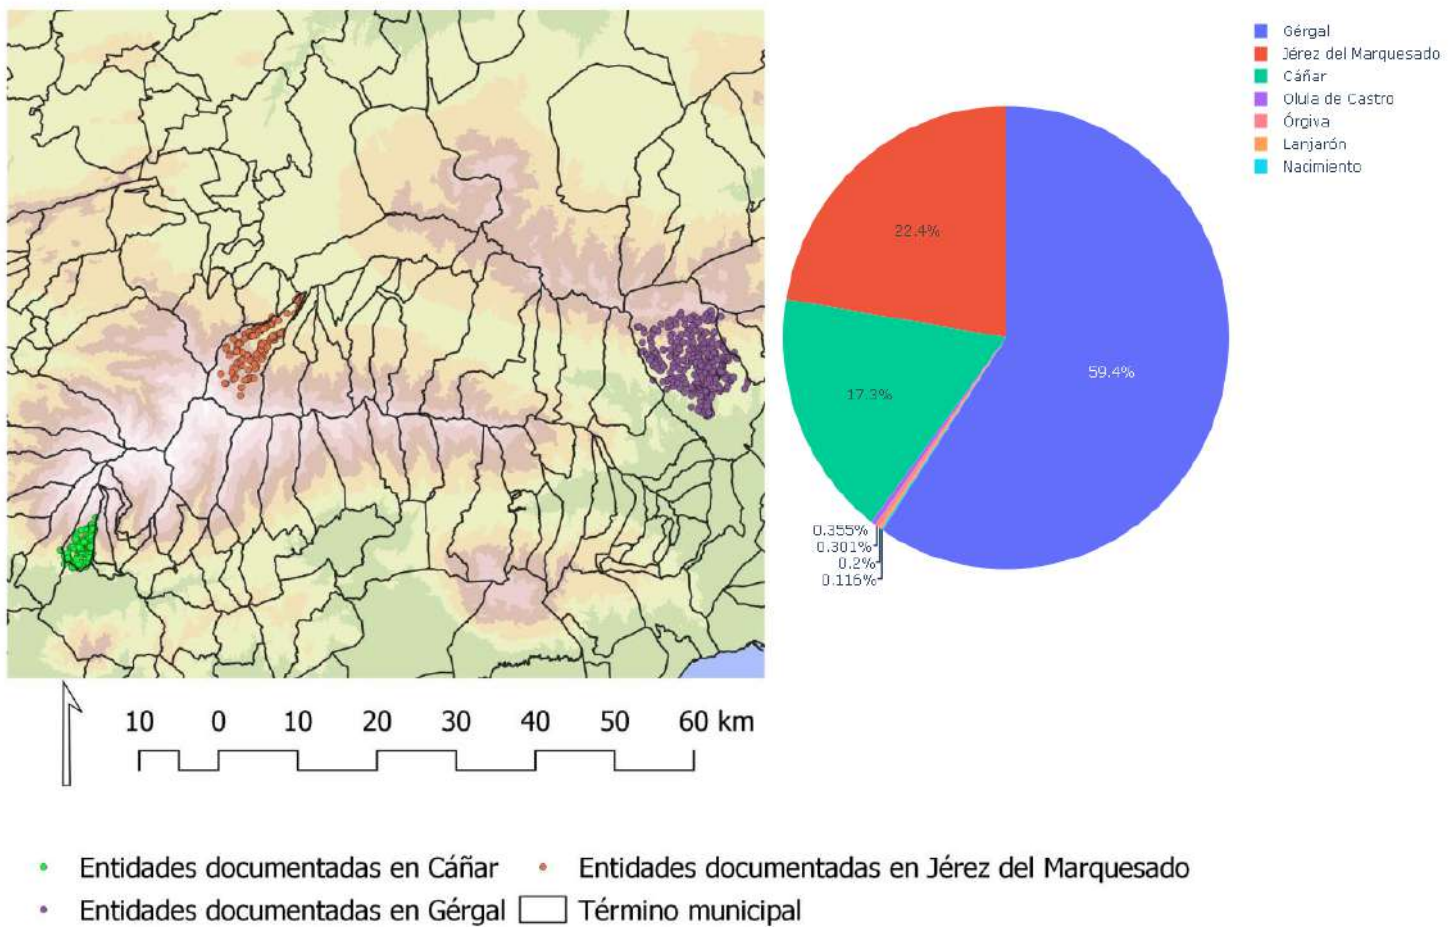 Gérgal
Jérez del Marquesado
Cáñar
Olula de Castro
Órgiva
Lanjarón
Nacimiento
22.4%
59.4%
17.3%
0.355%
0.301%
0.2%
0.116%
10 0 10 20 30 40 50 60 km
Entidades documentadas en Cáñar
Entidades documentadas en Jérez del Marquesado
Entidades documentadas en Gérgal
Término municipal